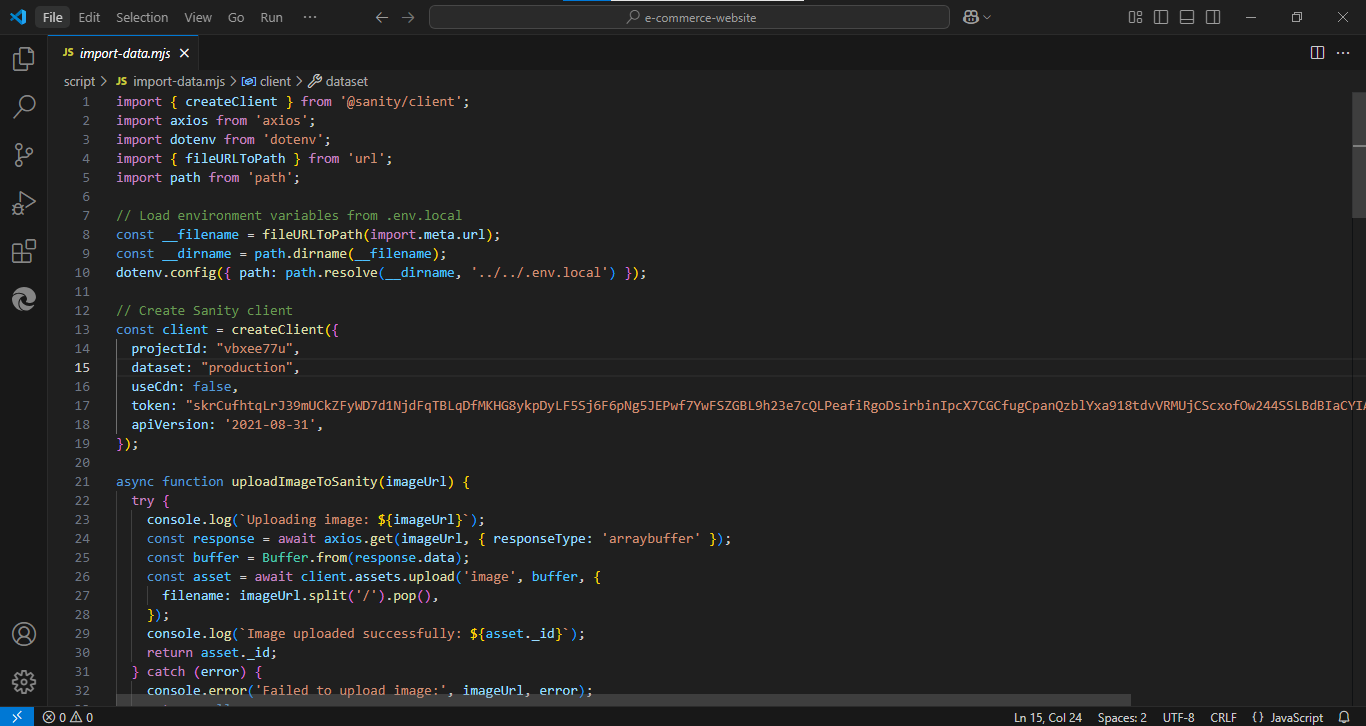 File Edit Selection View Go Run ··· e-commerce-website
JS import-data.mjs
script > JS import-data.mjs > client > dataset
1 import { createClient } from '@sanity/client';
2 import axios from 'axios';
3 import dotenv from 'dotenv';
4 import { fileURLToPath } from 'url';
5 import path from 'path';
6
7 // Load environment variables from .env.local
8 const __filename = fileURLToPath(import.meta.url);
9 const __dirname = path.dirname(__filename);
10 dotenv.config({ path: path.resolve(__dirname, '../../.env.local') });
11
12 // Create Sanity client
13 const client = createClient({
14 projectId: "vbxee77u",
15 dataset: "production",
16 useCdn: false,
17 token:
18 apiVersion: '2021-08-31',
19 });
20
21 async function uploadImageToSanity(imageUrl) {
22 try {
23 console.log(`Uploading image: ${imageUrl}`);
24 const response = await axios.get(imageUrl, { responseType: 'arraybuffer' });
25 const buffer = Buffer.from(response.data);
26 const asset = await client.assets.upload('image', buffer, {
27 filename: imageUrl.split('/').pop(),
28 });
29 console.log(`Image uploaded successfully: ${asset._id}`);
30 return asset._id;
31 } catch (error) {
32 console.error('Failed to upload image:', imageUrl, error);
0 0 Ln 15, Col 24 Spaces: 2 UTF-8 CRLF {} JavaScript